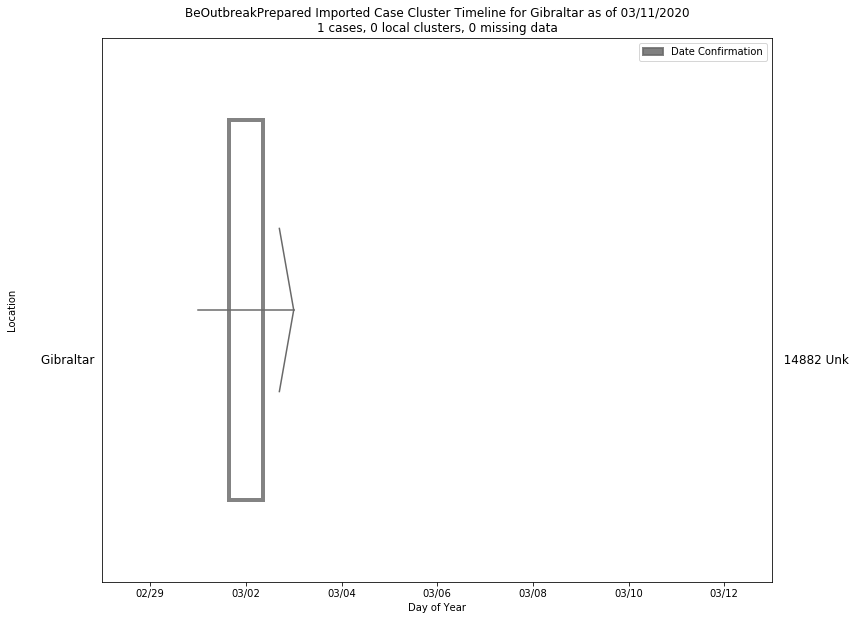 BeOutbreakPrepared Imported Case Cluster Timeline for Gibraltar as of 03/11/2020
1 cases, 0 local clusters, 0 missing data
Date Confirmation
Location
Gibraltar
14882 Unk
02/29 03/02 03/04 03/06 03/08 03/10 03/12
Day of Year